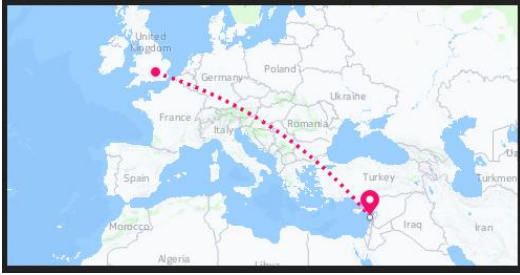 United
Kingdom
Poland
Germany
Ukraine
France
Romania
Italy
Spain
Turkey
Turkmen
Morocco
Iraq
Iran
Algeria